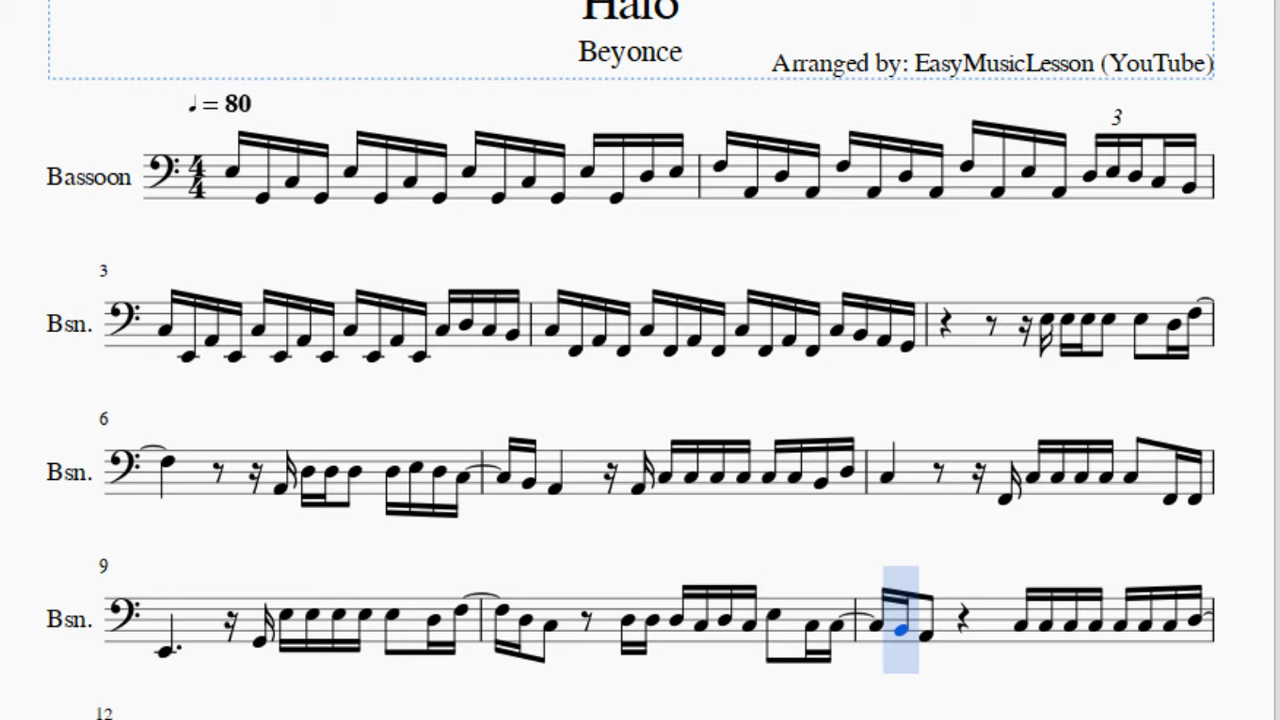 Halo
Beyonce
Arranged by: EasyMusicLesson (YouTube)
= 80
3
Bassoon
3
Bsn.
6
Bsn.
9
Bsn.
12